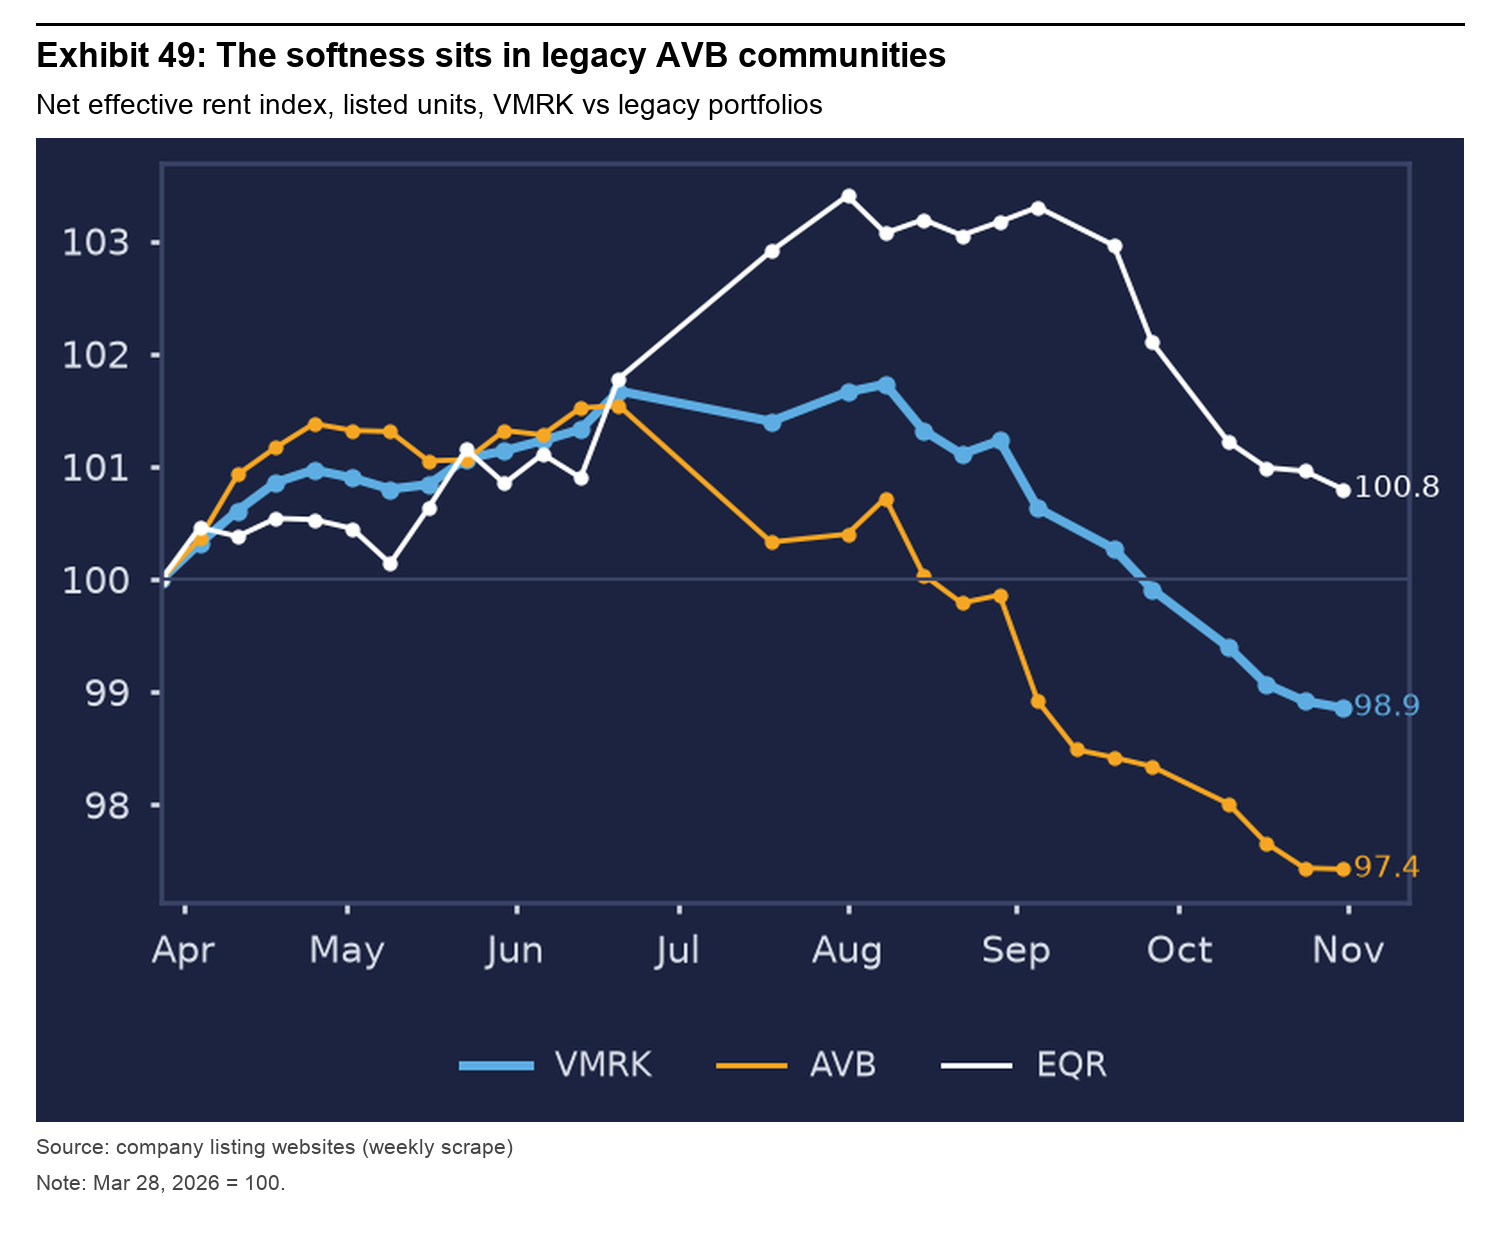 Exhibit 49: The softness sits in legacy AVB communities
Net effective rent index, listed units, VMRK vs legacy portfolios
103
102
101
100
99
98
100.8
98.9
97.4
Apr May Jun Jul Aug Sep Oct Nov
VMRK AVB EQR
Source: company listing websites (weekly scrape)
Note: Mar 28, 2026 = 100.